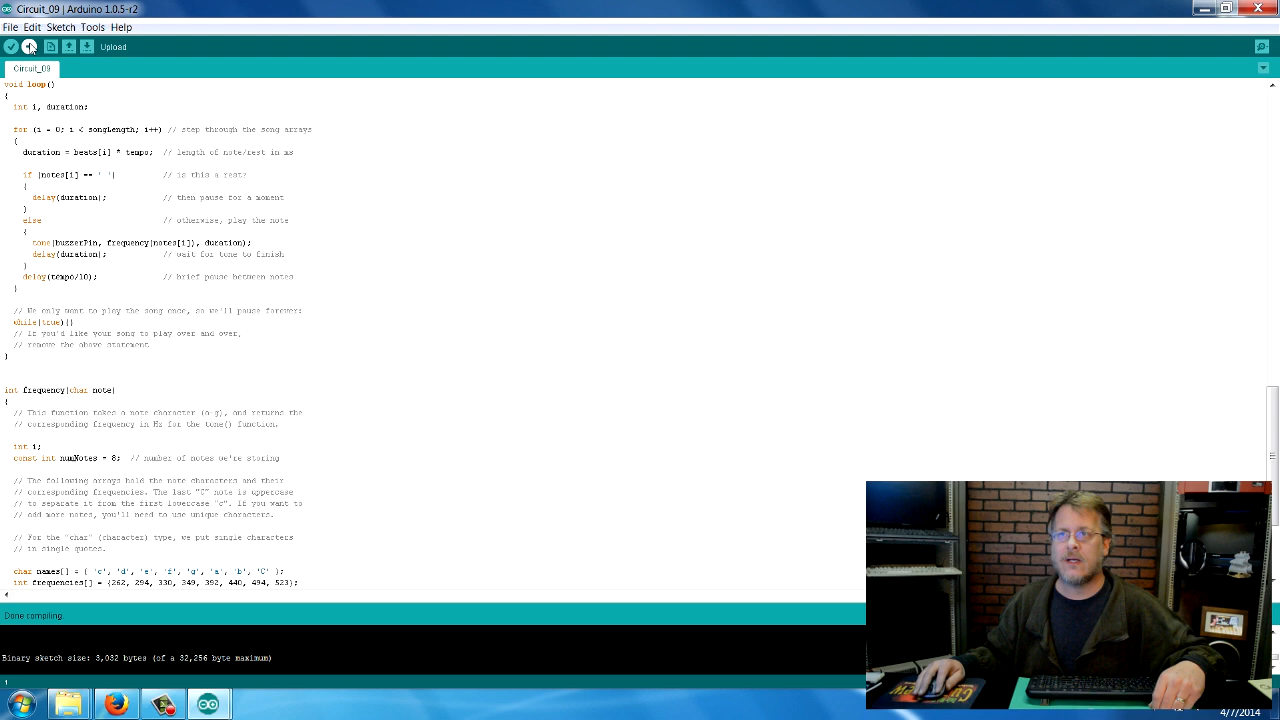 Circuit_09 | Arduino 1.0.5-r2
File Edit Sketch Tools Help
Upload
Circuit_09
void loop()
{
int i, duration;
for (i = 0; i < songLength; i++) // step through the song arrays
{
duration = beats[i] * tempo; // length of note/rest in ms
if (notes[i] == ' ') // is this a rest?
{
delay(duration); // then pause for a moment
}
else // otherwise, play the note
{
tone(buzzerPin, frequency(notes[i]), duration);
delay(duration); // wait for tone to finish
}
delay(tempo/10); // brief pause between notes
}
// We only want to play the song once, so we'll pause forever:
while(true){}
// If you'd like your song to play over and over,
// remove the above statement
}
int frequency(char note)
{
// This function takes a note character (a-g), and returns the
// corresponding frequency in Hz for the tone() function.
int i;
const int numNotes = 8; // number of notes we're storing
// The following arrays hold the note characters and their
// corresponding frequencies. The last "C" note is uppercase
// to separate it from the first lowercase "c". If you want to
// add more notes, you'll need to use unique characters.
// For the "char" (character) type, we put single characters
// in single quotes.
char names[] = { 'c', 'd', 'e', 'f', 'g', 'a', 'b', 'C' };
int frequencies[] = {262, 294, 330, 349, 392, 440, 494, 523};
Done compiling.
Binary sketch size: 3,032 bytes (of a 32,256 byte maximum)
1
4/7/2014